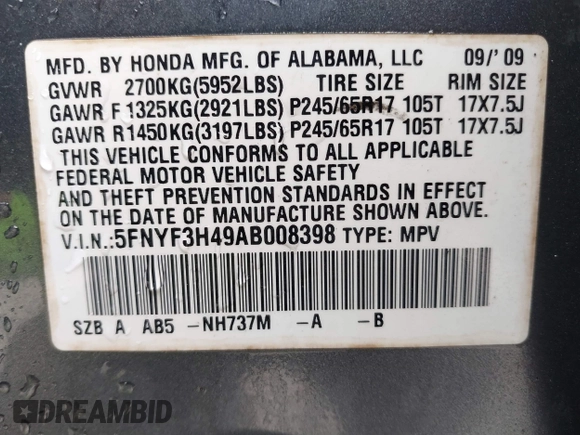 MFD. BY HONDA MFG. OF ALABAMA, LLC 09/'09
GVWR 2700KG(5952LBS) TIRE SIZE RIM SIZE
GAWR F 1325KG(2921LBS) P245/65R17 105T 17X7.5J
GAWR R 1450KG(3197LBS) P245/65R17 105T 17X7.5J
THIS VEHICLE CONFORMS TO ALL APPLICABLE
FEDERAL MOTOR VEHICLE SAFETY
AND THEFT PREVENTION STANDARDS IN EFFECT
ON THE DATE OF MANUFACTURE SHOWN ABOVE.
V.I.N.:5FNYF3H49AB008398 TYPE: MPV
SZB A AB5 -NH737M -A -B
DREAMBID